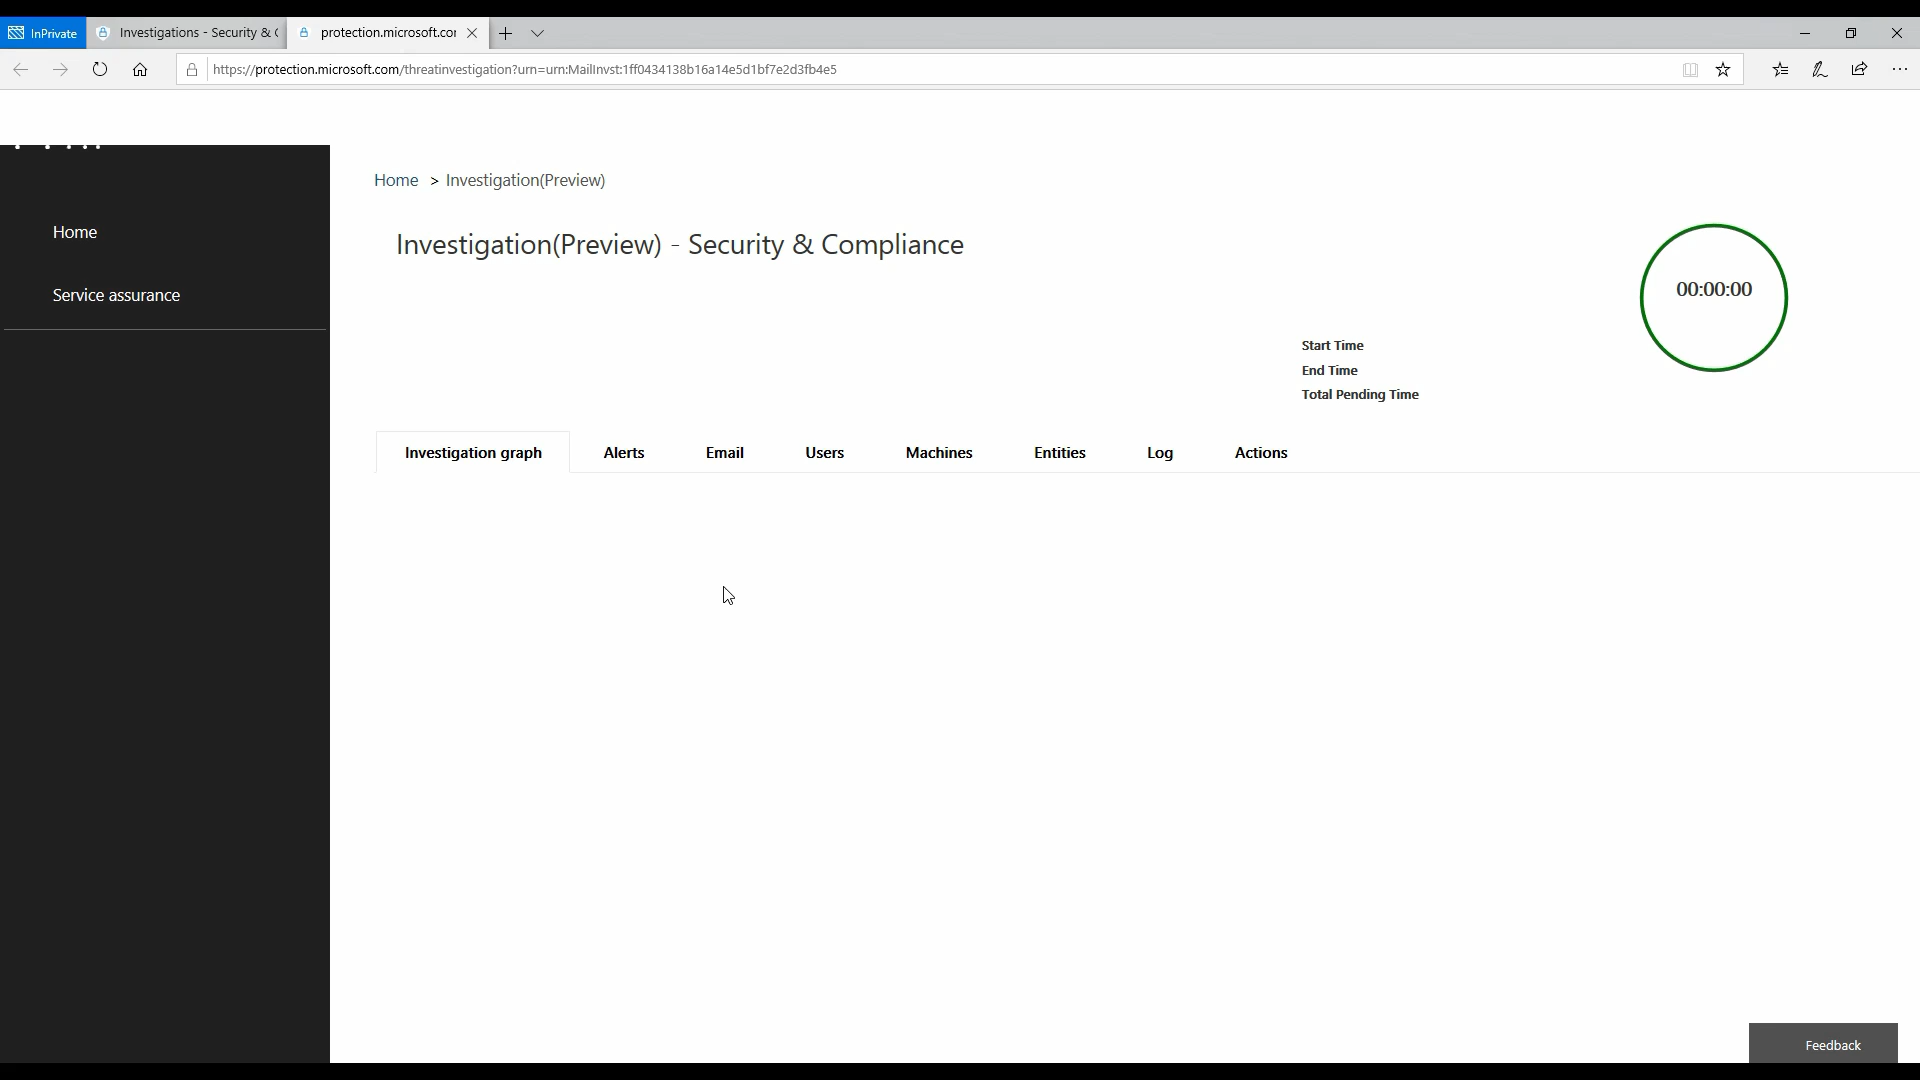 InPrivate
Investigations - Security & C
protection.microsoft.cor
https://protection.microsoft.com/threatinvestigation?urn=urn:MailInvst:1ff0434138b16a14e5d1bf7e2d3fb4e5
Home > Investigation(Preview)
Home
Service assurance
Investigation(Preview) - Security & Compliance
00:00:00
Start Time
End Time
Total Pending Time
Investigation graph
Alerts
Email
Users
Machines
Entities
Log
Actions
Feedback